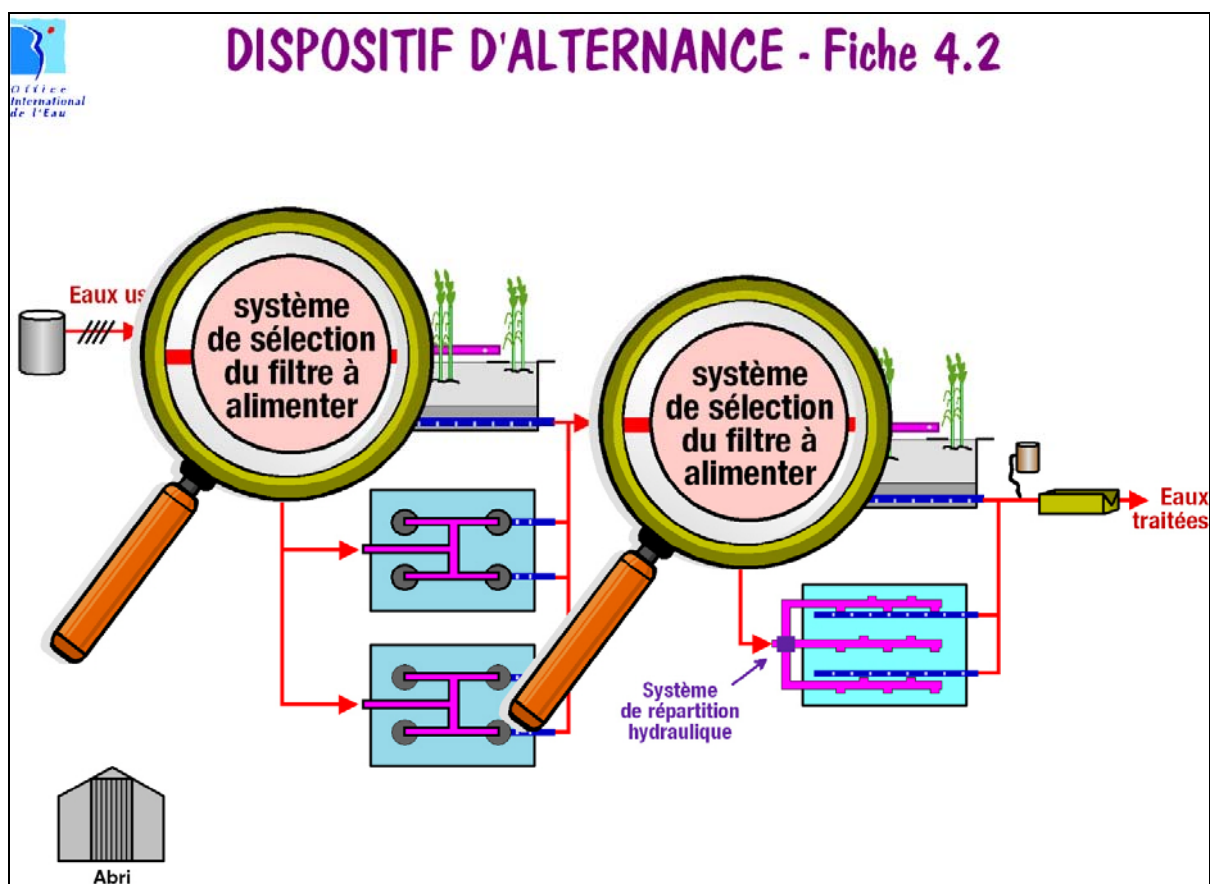 DISPOSITIF D'ALTERNANCE - Fiche 4.2
Office
International
de l'Eau
Eaux us
système
de sélection
du filtre à
alimenter
système
de sélection
du filtre à
alimenter
Eaux
traitées
Système
de répartition
hydraulique
Abri